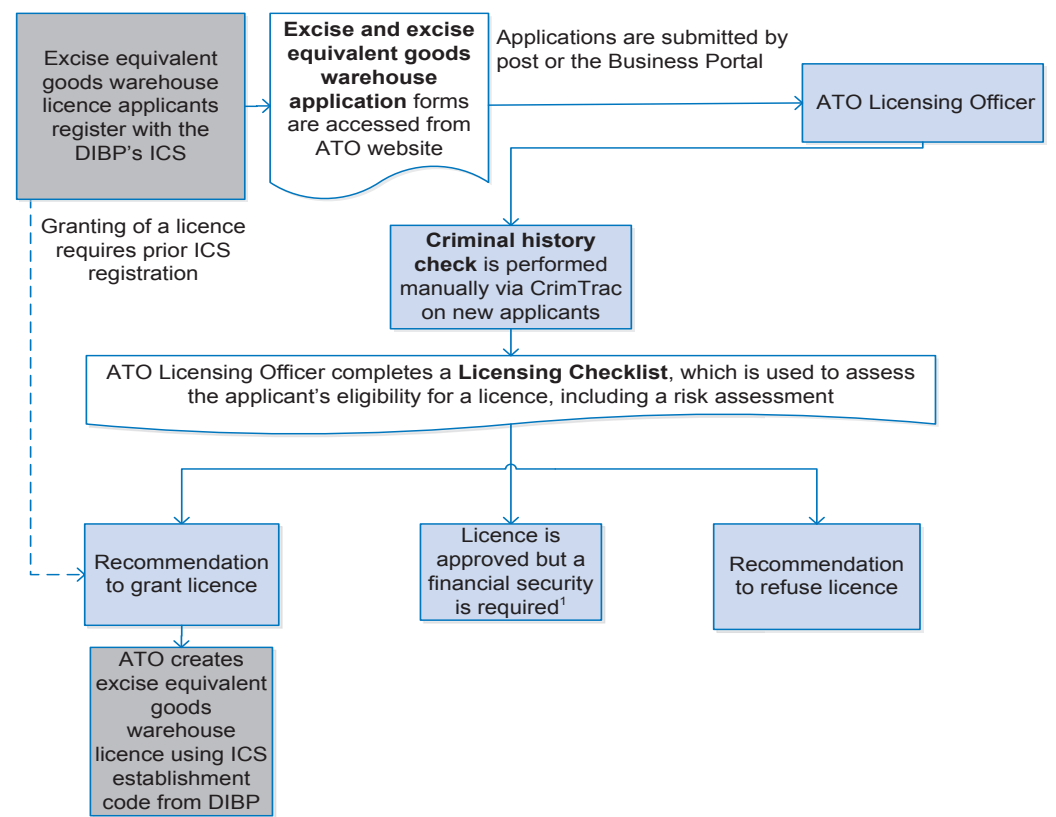 Excise equivalent
goods warehouse
licence applicants
register with the
DIBP's ICS
Excise and excise
equivalent goods
warehouse
application forms
are accessed from
ATO website
Applications are submitted by
post or the Business Portal
ATO Licensing Officer
Granting of a licence
requires prior ICS
registration
Criminal history
check is performed
manually via CrimTrac
on new applicants
ATO Licensing Officer completes a Licensing Checklist, which is used to assess
the applicant's eligibility for a licence, including a risk assessment
Recommendation
to grant licence
Licence is
approved but a
financial security
is required¹
Recommendation
to refuse licence
ATO creates
excise equivalent
goods
warehouse
licence using ICS
establishment
code from DIBP